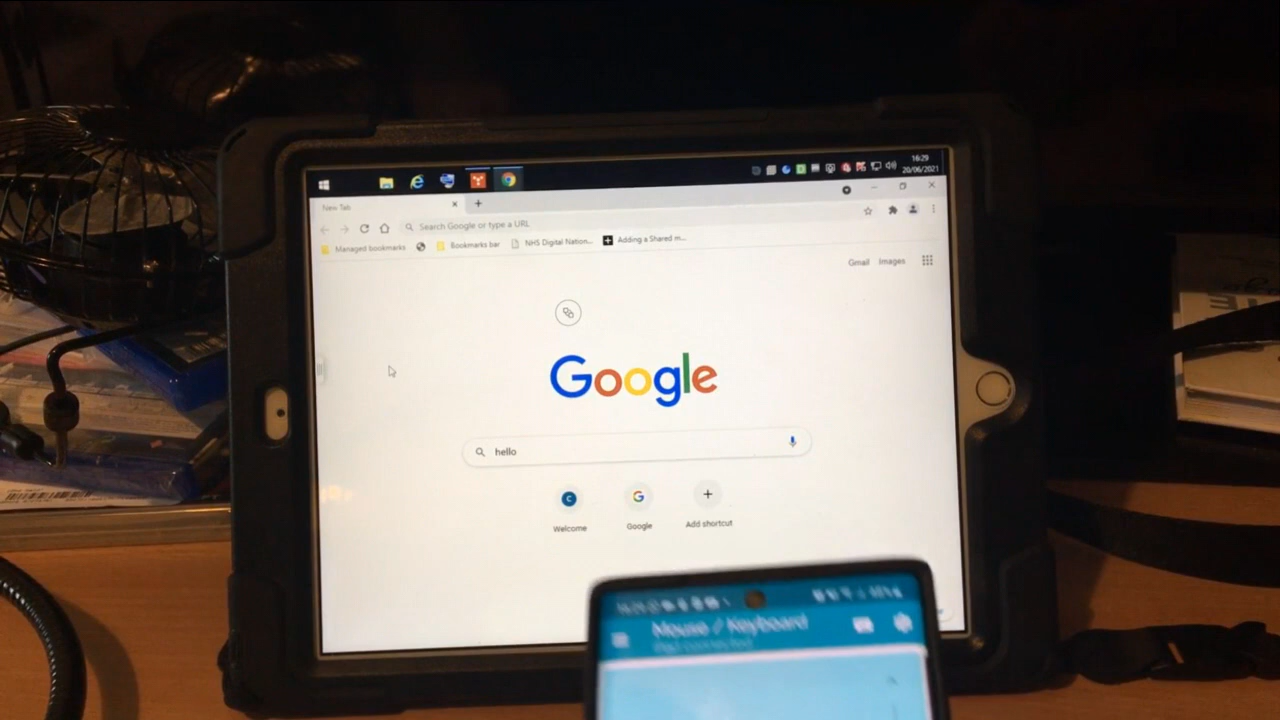 16:29
20/06/2021
New Tab
Search Google or type a URL
Managed bookmarks
Bookmarks bar
NHS Digital Nation...
Adding a Shared m...
Gmail Images
Google
hello
Welcome
Google
Add shortcut
Mouse / Keyboard